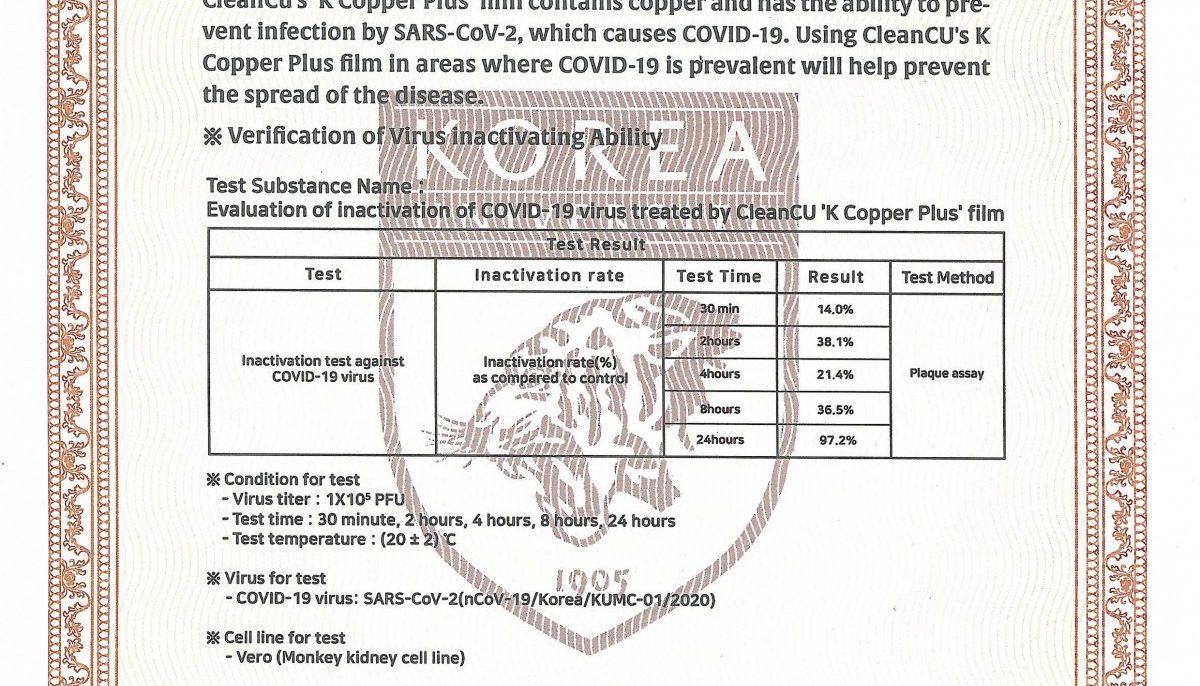 CleanCu's 'K Copper Plus' film contains copper and has the ability to pre-
vent infection by SARS-CoV-2, which causes COVID-19. Using CleanCU's K
Copper Plus film in areas where COVID-19 is prevalent will help prevent
the spread of the disease.
※ Verification of Virus inactivating Ability
KOREA
Test Substance Name :
Evaluation of inactivation of COVID-19 virus treated by CleanCU 'K Copper Plus' film
Test Result
Test Inactivation rate Test Time Result Test Method
30 min 14.0%
2hours 38.1%
Inactivation test against
COVID-19 virus
Inactivation rate(%)
as compared to control
4hours 21.4%
Plaque assay
8hours 36.5%
24hours 97.2%
※ Condition for test
- Virus titer : 1X10⁵ PFU
- Test time : 30 minute, 2 hours, 4 hours, 8 hours, 24 hours
- Test temperature : (20 ± 2) ℃
1905
※ Virus for test
- COVID-19 virus: SARS-CoV-2(nCoV-19/Korea/KUMC-01/2020)
※ Cell line for test
- Vero (Monkey kidney cell line)